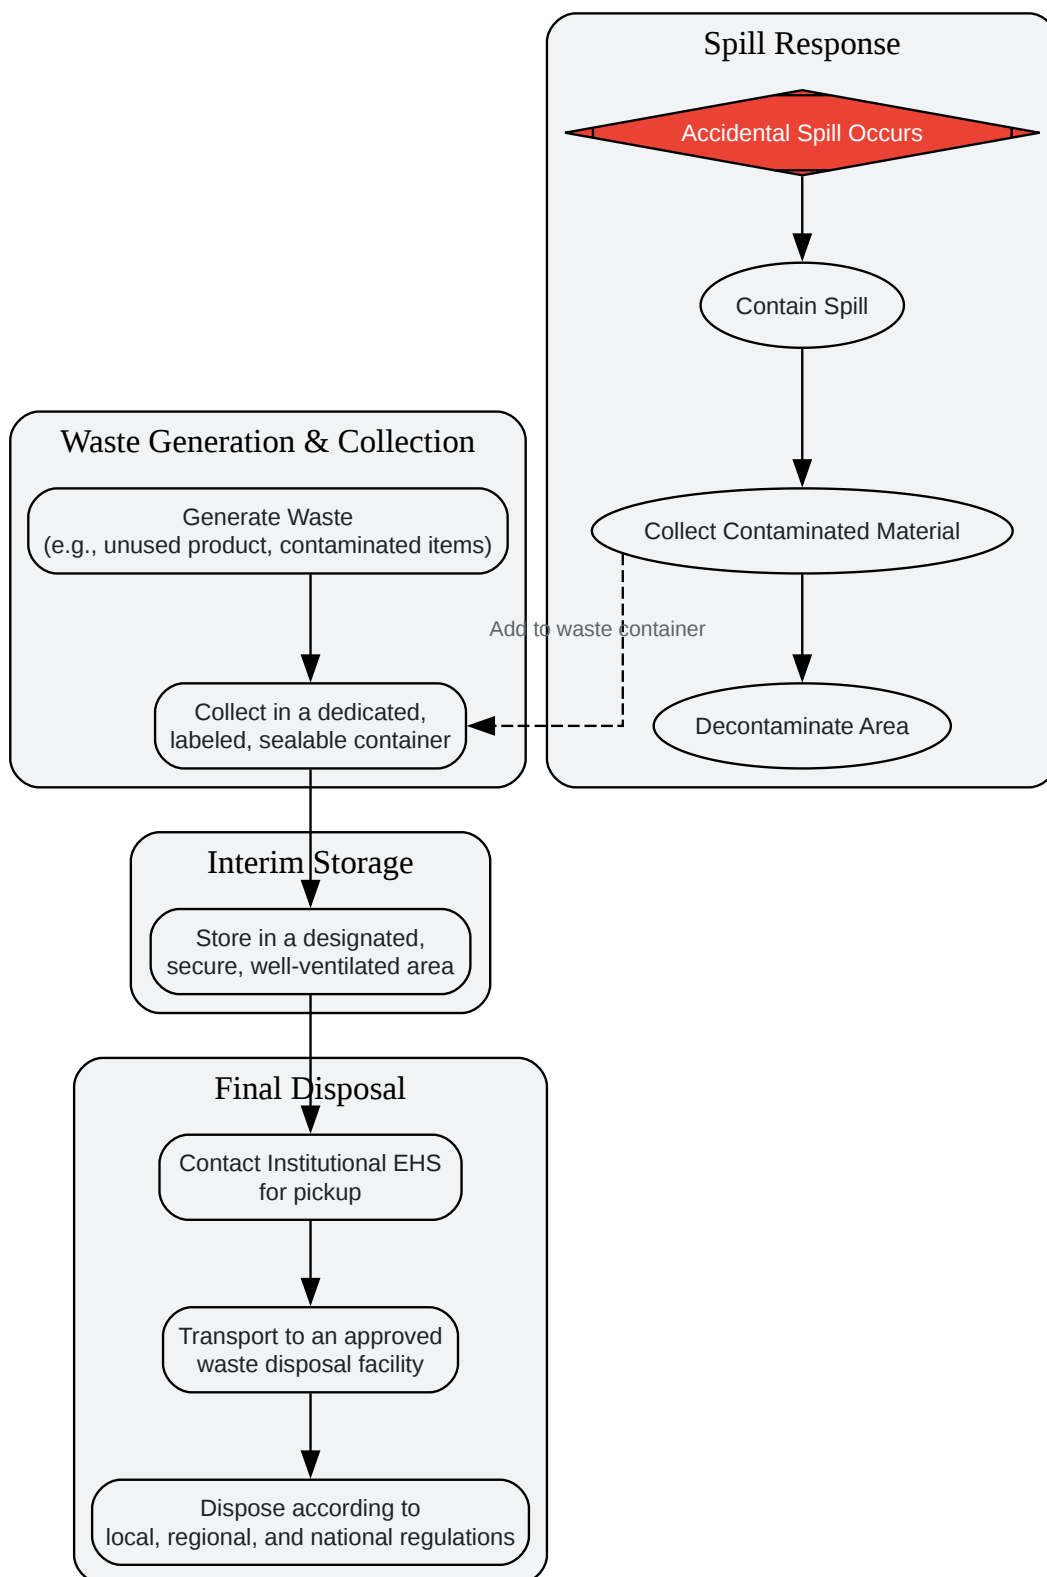 Spill Response
Accidental Spill Occurs
Contain Spill
Collect Contaminated Material
Decontaminate Area
Add to waste container
Waste Generation & Collection
Generate Waste
(e.g., unused product, contaminated items)
Collect in a dedicated,
labeled, sealable container
Interim Storage
Store in a designated,
secure, well-ventilated area
Final Disposal
Contact Institutional EHS
for pickup
Transport to an approved
waste disposal facility
Dispose according to
local, regional, and national regulations